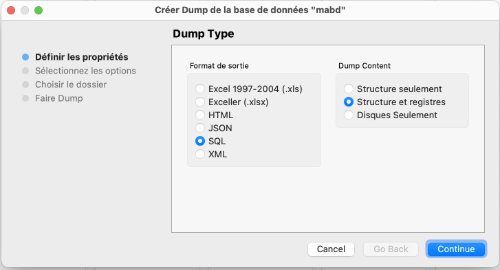 Créer Dump de la base de données "mabd"
Dump Type
Définir les propriétés
Sélectionnez les options
Choisir le dossier
Faire Dump
Format de sortie
Excel 1997-2004 (.xls)
Exceller (.xlsx)
HTML
JSON
SQL
XML
Dump Content
Structure seulement
Structure et registres
Disques Seulement
Cancel
Go Back
Continue